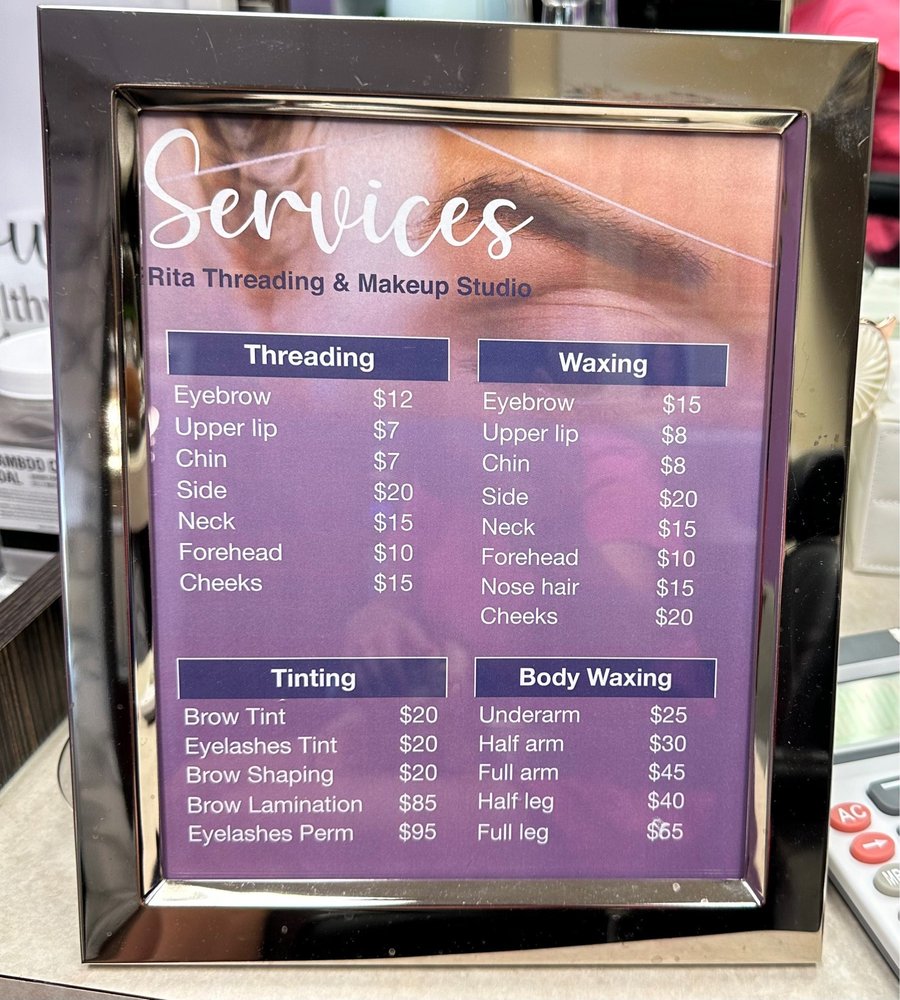 Services
Rita Threading & Makeup Studio
Threading
Eyebrow $12
Upper lip $7
Chin $7
Side $20
Neck $15
Forehead $10
Cheeks $15
Waxing
Eyebrow $15
Upper lip $8
Chin $8
Side $20
Neck $15
Forehead $10
Nose hair $15
Cheeks $20
Tinting
Brow Tint $20
Eyelashes Tint $20
Brow Shaping $20
Brow Lamination $85
Eyelashes Perm $95
Body Waxing
Underarm $25
Half arm $30
Full arm $45
Half leg $40
Full leg $65
AC